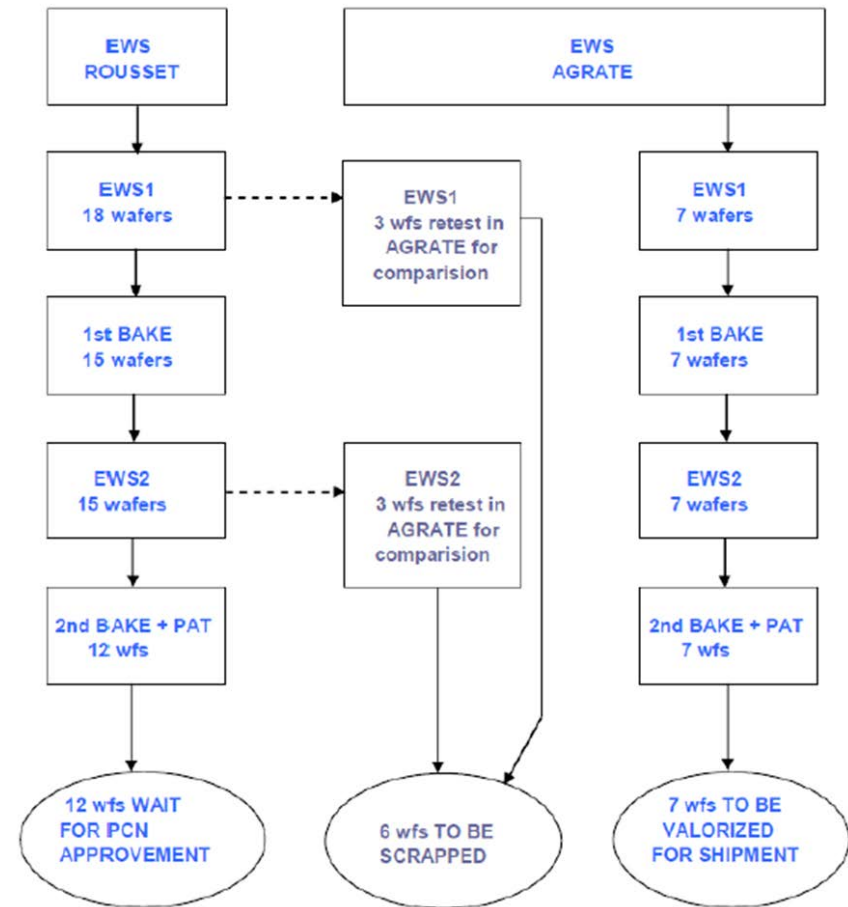 EWS
ROUSSET
EWS
AGRATE
EWS1
18 wafers
EWS1
3 wfs retest in
AGRATE for
comparision
EWS1
7 wafers
1st BAKE
15 wafers
1st BAKE
7 wafers
EWS2
15 wafers
EWS2
3 wfs retest in
AGRATE for
comparision
EWS2
7 wafers
2nd BAKE + PAT
12 wfs
2nd BAKE + PAT
7 wfs
12 wfs WAIT
FOR PCN
APPROVEMENT
6 wfs TO BE
SCRAPPED
7 wfs TO BE
VALORIZED
FOR SHIPMENT